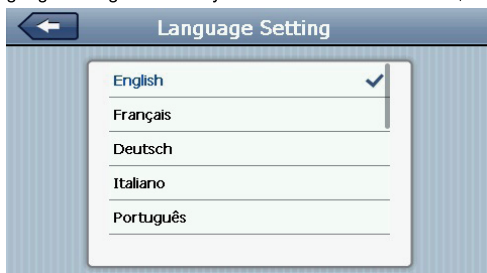 Language Setting
English
Français
Deutsch
Italiano
Português